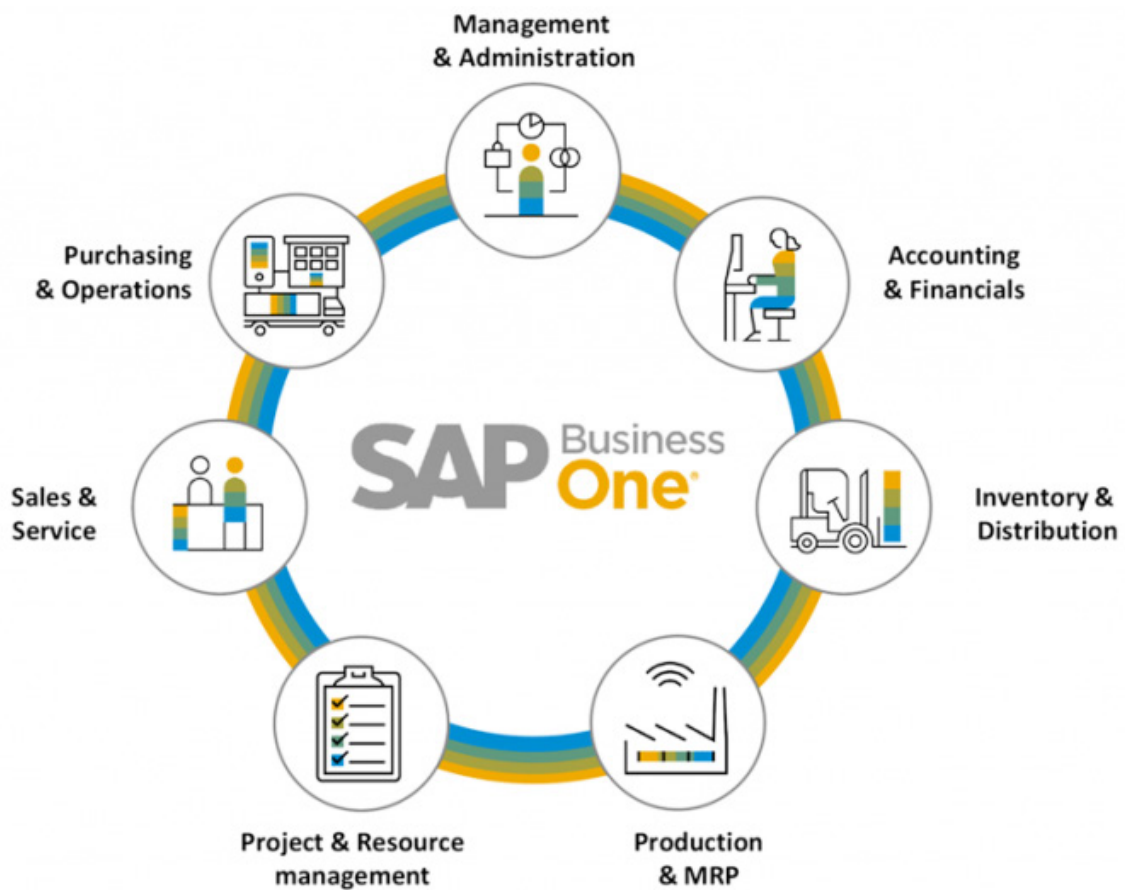 Management
& Administration
Purchasing
& Operations
Accounting
& Financials
SAP Business
One®
Sales &
Service
Inventory &
Distribution
Project & Resource
management
Production
& MRP